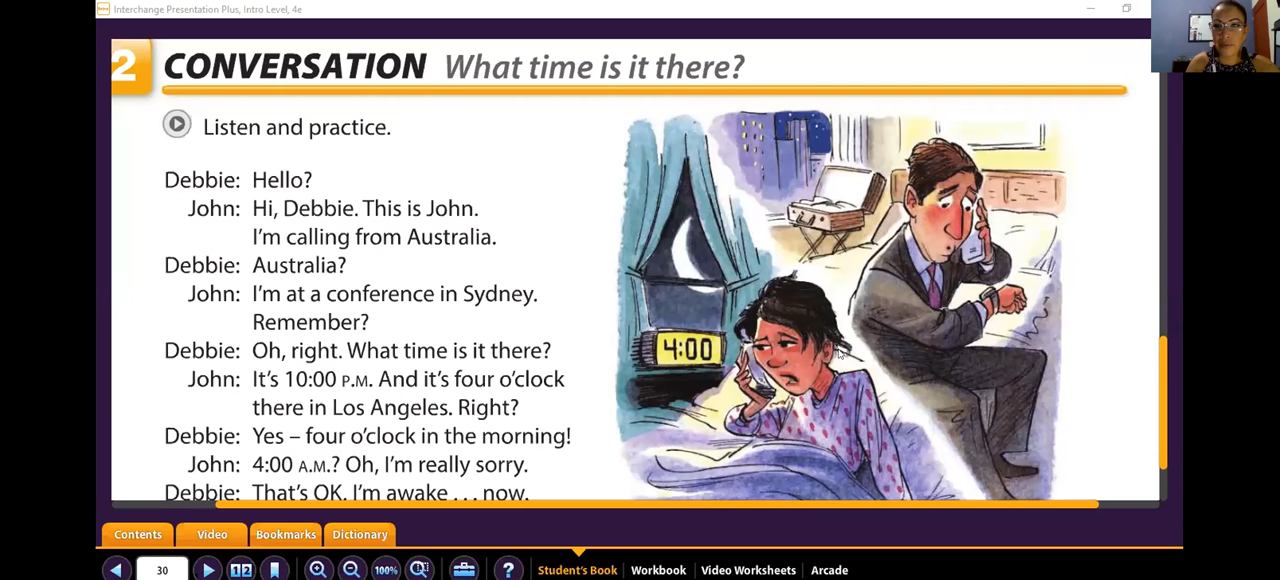 Intro
Interchange Presentation Plus, Intro Level, 4e
2 CONVERSATION What time is it there?
Listen and practice.
Debbie: Hello?
John: Hi, Debbie. This is John.
I'm calling from Australia.
Debbie: Australia?
John: I'm at a conference in Sydney.
Remember?
Debbie: Oh, right. What time is it there?
John: It's 10:00 P.M. And it's four o'clock
there in Los Angeles. Right?
Debbie: Yes – four o'clock in the morning!
John: 4:00 A.M.? Oh, I'm really sorry.
Debbie: That's OK. I'm awake . . . now.
4:00
Contents Video Bookmarks Dictionary
30 1 2 100% ? Student's Book Workbook Video Worksheets Arcade